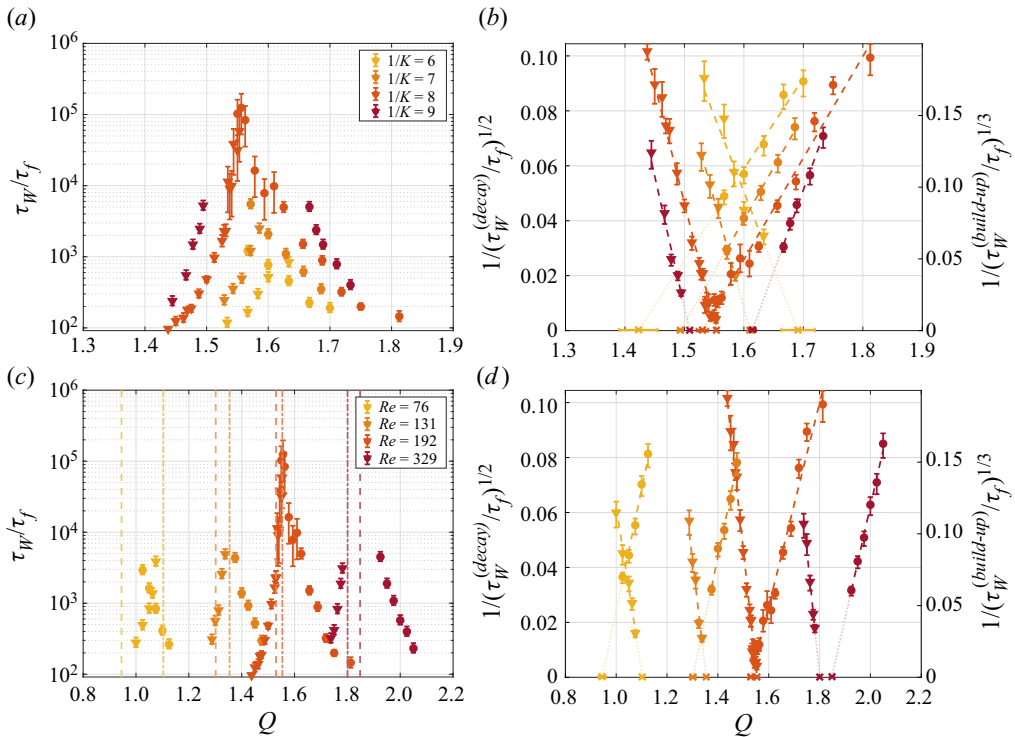 (a)
τ_W/τ_f
10^6
10^5
10^4
10^3
10^2
1.3 1.4 1.5 1.6 1.7 1.8 1.9
1/K = 6
1/K = 7
1/K = 8
1/K = 9
(b)
1/(τ_W^(decay)/τ_f)^1/2
0.10
0.08
0.06
0.04
0.02
0
1.3 1.4 1.5 1.6 1.7 1.8 1.9
0.15
0.10
0.05
0
1/(τ_W^(build-up)/τ_f)^1/3
(c)
τ_W/τ_f
10^6
10^5
10^4
10^3
10^2
0.8 1.0 1.2 1.4 1.6 1.8 2.0 2.2
Q
Re = 76
Re = 131
Re = 192
Re = 329
(d)
1/(τ_W^(decay)/τ_f)^1/2
0.10
0.08
0.06
0.04
0.02
0
0.8 1.0 1.2 1.4 1.6 1.8 2.0 2.2
Q
0.15
0.10
0.05
0
1/(τ_W^(build-up)/τ_f)^1/3